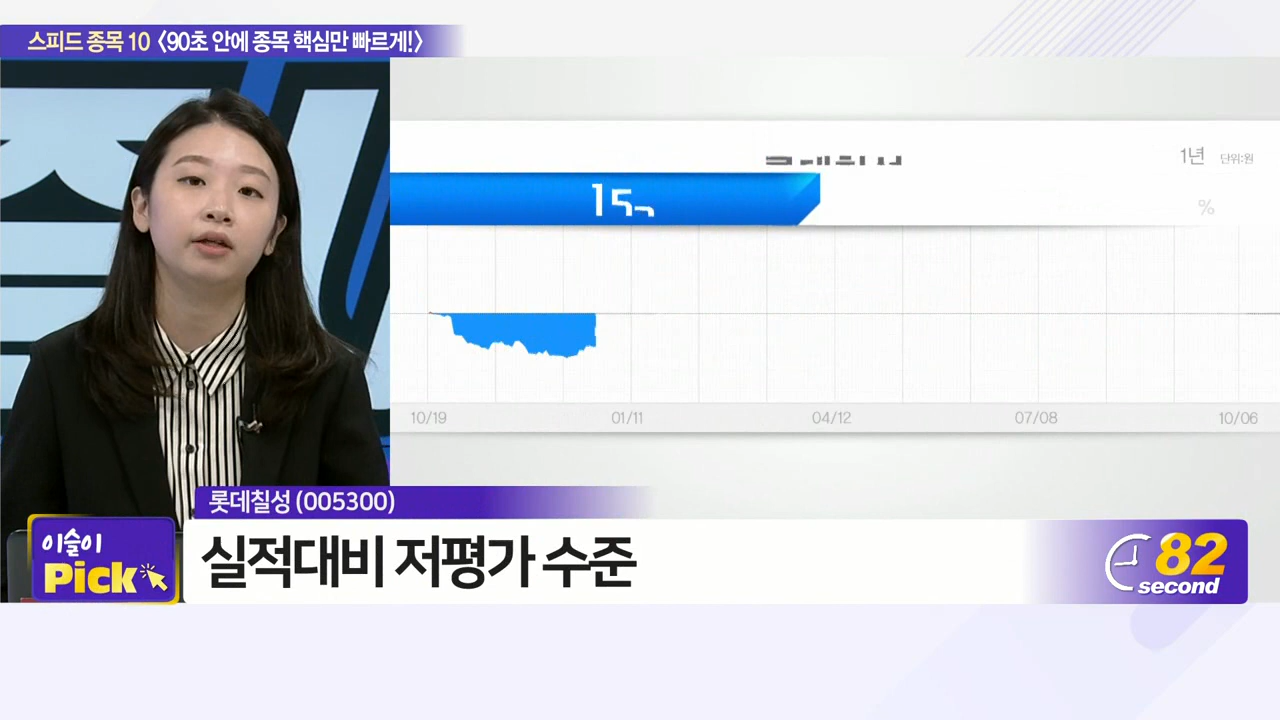 스피드 종목 10 〈90초 안에 종목 핵심만 빠르게!〉
1년 단위:원
%
10/19 01/11 04/12 07/08 10/06
롯데칠성 (005300)
이슬이
Pick
실적대비 저평가 수준
82
second